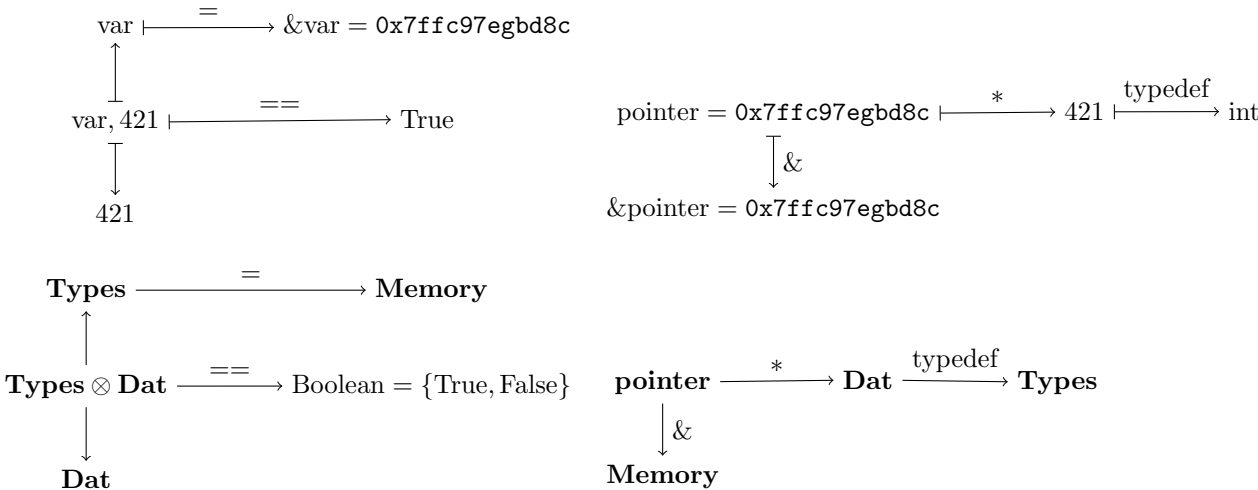 var = &var = 0x7ffc97egbd8c
var, 421 == True
421
pointer = 0x7ffc97egbd8c * 421 typedef int
&
&pointer = 0x7ffc97egbd8c
Types = Memory
Types ⊗ Dat == Boolean = {True, False}
Dat
pointer * Dat typedef Types
&
Memory